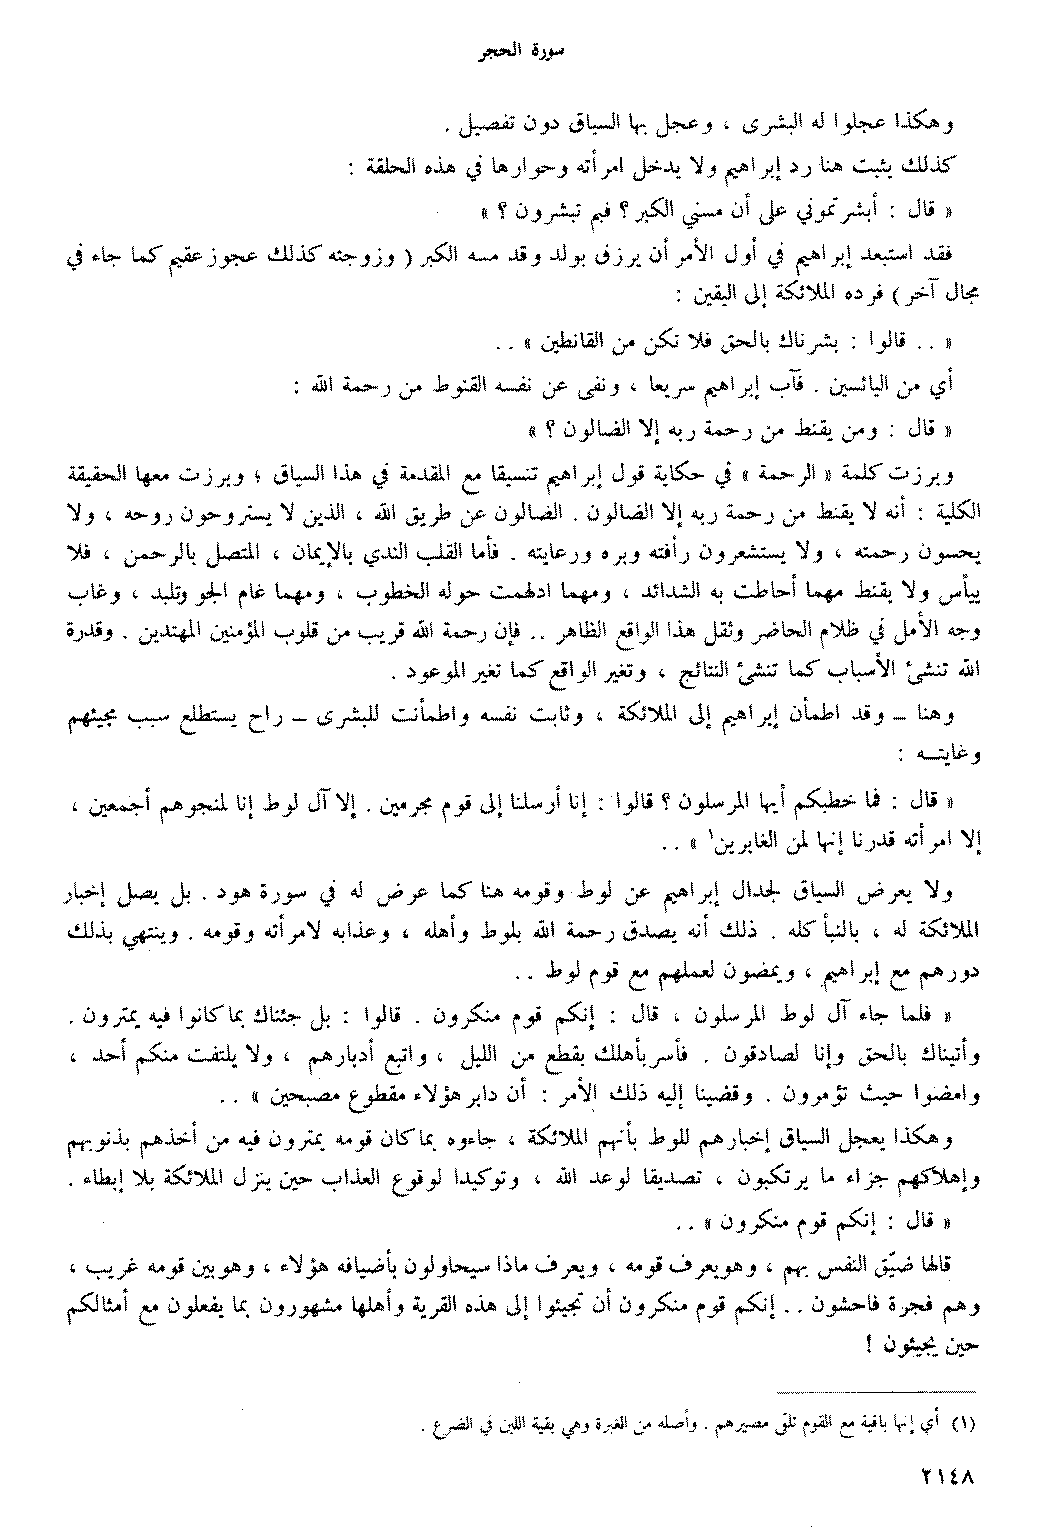 سورة الحجر
وهكذا عجلوا له البشرى ، وعجل بها السياق دون تفصيل .
كذلك يثبت هنا رد إبراهيم ولا يدخل امرأته وحوارها في هذه الحلقة :
« قال : أبشرتموني على أن مسني الكبر ؟ فبم تبشرون ؟ »
فقد استبعد إبراهيم في أول الأمر أن يرزق بولد وقد مسه الكبر ( وزوجته كذلك عجوز عقيم كما جاء في
مجال آخر ) فرده الملائكة إلى اليقين :
« . . قالوا : بشرناك بالحق فلا تكن من القانطين » . .
أي من اليائسين . فآب إبراهيم سريعا ، ونفى عن نفسه القنوط من رحمة الله :
« قال : ومن يقنط من رحمة ربه إلا الضالون ؟ »
وبرزت كلمة « الرحمة » في حكاية قول إبراهيم تنسيقا مع المقدمة في هذا السياق ؛ وبرزت معها الحقيقة
الكلية : أنه لا يقنط من رحمة ربه إلا الضالون . الضالون عن طريق الله ، الذين لا يستروحون روحه ، ولا
يحسون رحمته ، ولا يستشعرون رأفته وبره ورعايته . فأما القلب الندي بالإيمان ، المتصل بالرحمن ، فلا
ييأس ولا يقنط مهما أحاطت به الشدائد ، ومهما ادلهمت حوله الخطوب ، ومهما غام الجو وتلبد ، وغاب
وجه الأمل في ظلام الحاضر وثقل هذا الواقع الظاهر . . فإن رحمة الله قريب من قلوب المؤمنين المهتدين . وقدرة
الله تنشئ الأسباب كما تنشئ النتائج ، وتغير الواقع كما تغير الموعود .
وهنا – وقد اطمأن إبراهيم إلى الملائكة ، وثابت نفسه واطمأنت للبشرى – راح يستطلع سبب مجيئهم
وغايتــه :
« قال : فما خطبكم أيها المرسلون ؟ قالوا : إنا أرسلنا إلى قوم مجرمين . إلا آل لوط إنا لمنجوهم أجمعين ،
إلا امرأته قدرنا إنها لمن الغابرين١ » . .
ولا يعرض السياق لجدال إبراهيم عن لوط وقومه هنا كما عرض له في سورة هود . بل يصل إخبار
الملائكة له ، بالنبأ كله . ذلك أنه يصدق رحمة الله بلوط وأهله ، وعذابه لامرأته وقومه . وينتهي بذلك
دورهم مع إبراهيم ، ويمضون لعملهم مع قوم لوط . .
« فلما جاء آل لوط المرسلون ، قال : إنكم قوم منكرون . قالوا : بل جئناك بما كانوا فيه يمترون .
وأتيناك بالحق وإنا لصادقون . فأسر بأهلك بقطع من الليل ، واتبع أدبارهم ، ولا يلتفت منكم أحد ،
وامضوا حيث تؤمرون . وقضينا إليه ذلك الأمر : أن دابر هؤلاء مقطوع مصبحين » . .
وهكذا يعجل السياق إخبارهم للوط بأنهم الملائكة ، جاءوه بما كان قومه يمترون فيه من أخذهم بذنوبهم
وإهلاكهم جزاء ما يرتكبون ، تصديقا لوعد الله ، وتوكيدا لوقوع العذاب حين ينزل الملائكة بلا إبطاء .
« قال : إنكم قوم منكرون » . .
قالها ضيّق النفس بهم ، وهو يعرف قومه ، ويعرف ماذا سيحاولون بأضيافه هؤلاء ، وهو بين قومه غريب ،
وهم فجرة فاحشون . . إنكم قوم منكرون أن تجيئوا إلى هذه القرية وأهلها مشهورون بما يفعلون مع أمثالكم
حين يجيئون !
(١) أي إنها باقية مع القوم تلقى مصيرهم . وأصله من الغبرة وهي بقية اللبن في الضرع .
٢١٤٨